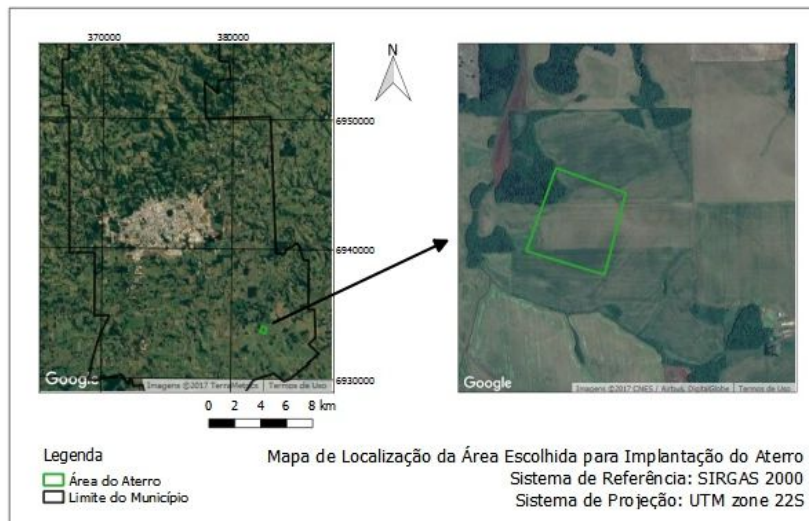 370000 380000
N
6950000
6940000
6930000
Google
Imagens ©2017 TerraMetrics
Termos de Uso
Google
Imagens ©2017 CNES / Airbus, DigitalGlobe
Termos de Uso
0 2 4 6 8 km
Legenda
Área do Aterro
Limite do Município
Mapa de Localização da Área Escolhida para Implantação do Aterro
Sistema de Referência: SIRGAS 2000
Sistema de Projeção: UTM zone 22S